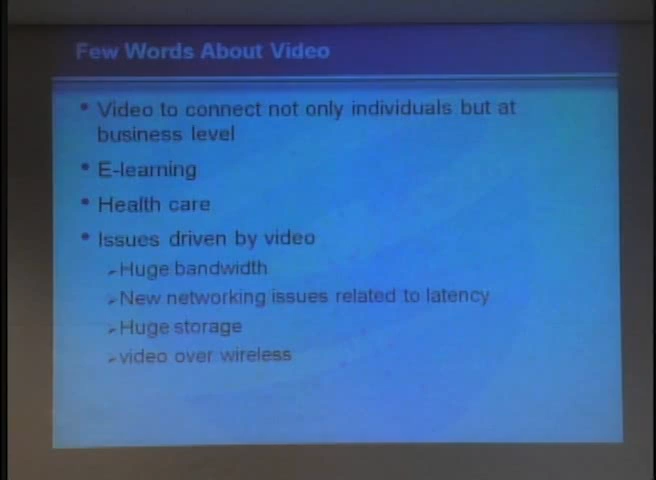 Few Words About Video
• Video to connect not only individuals but at
business level
• E-learning
• Health care
• Issues driven by video
➢ Huge bandwidth
➢ New networking issues related to latency
➢ Huge storage
➢ video over wireless